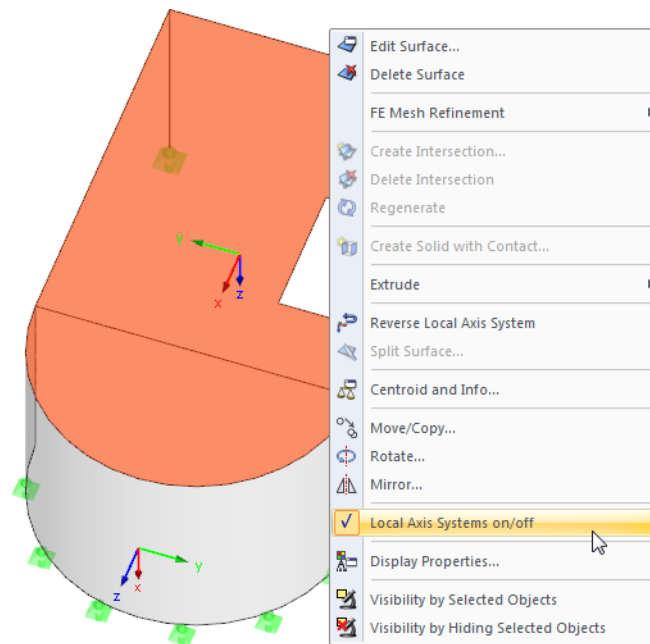 Edit Surface...
Delete Surface
FE Mesh Refinement
Create Intersection...
Delete Intersection
Regenerate
Create Solid with Contact...
Extrude
Reverse Local Axis System
Split Surface...
Centroid and Info...
Move/Copy...
Rotate...
Mirror...
Local Axis Systems on/off
Display Properties...
Visibility by Selected Objects
Visibility by Hiding Selected Objects
y
x
z
y
z
x